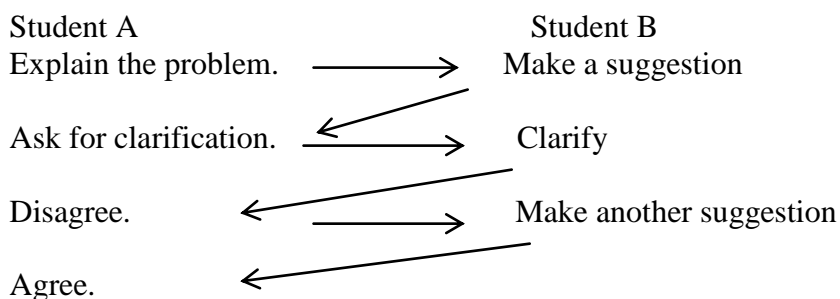 Student A Student B
Explain the problem. Make a suggestion
Ask for clarification. Clarify
Disagree. Make another suggestion
Agree.